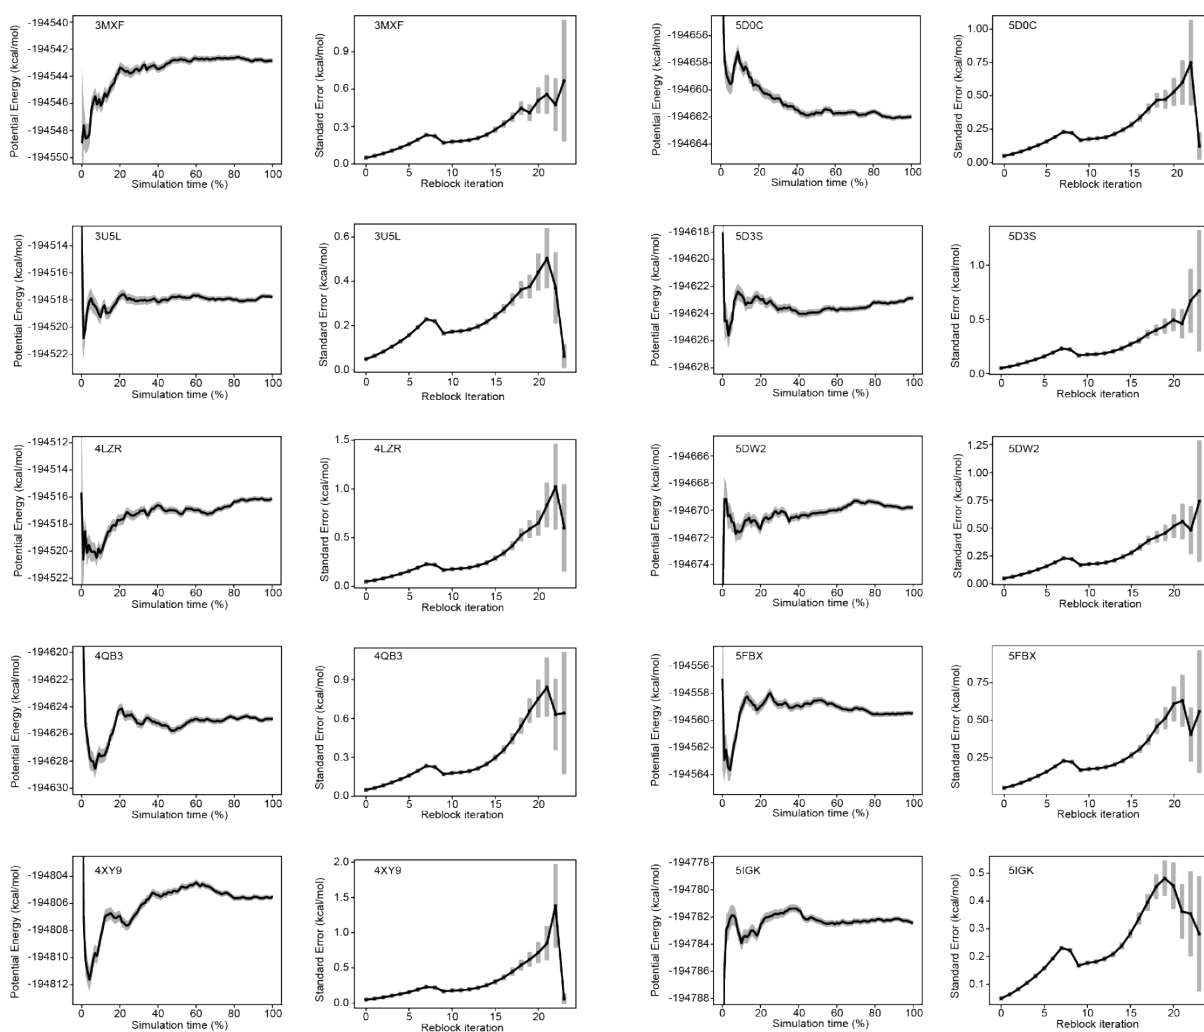 3MXF
Potential Energy (kcal/mol)
-194540
-194542
-194543
-194546
-194548
-194550
0 20 40 60 80 100
Simulation time (%)
3MXF
Standard Error (kcal/mol)
0.9
0.6
0.3
0.0
0 5 10 15 20
Reblock iteration
5D0C
Potential Energy (kcal/mol)
-194656
-194658
-194660
-194662
-194664
0 20 40 60 80 100
Simulation time (%)
5D0C
Standard Error (kcal/mol)
1.00
0.75
0.50
0.25
0.00
0 5 10 15 20
Reblock iteration
3U5L
Potential Energy (kcal/mol)
-194514
-194516
-194518
-194520
-194522
0 20 40 60 80 100
Simulation time (%)
3U5L
Standard Error (kcal/mol)
0.6
0.4
0.2
0.0
0 5 10 15 20
Reblock Iteration
5D3S
Potential Energy (kcal/mol)
-194618
-194620
-194622
-194624
-194626
-194628
0 20 40 60 80 100
Simulation time (%)
5D3S
Standard Error (kcal/mol)
1.0
0.5
0.0
0 5 10 15 20
Reblock iteration
4LZR
Potential Energy (kcal/mol)
-194512
-194514
-194516
-194518
-194520
-194522
0 20 40 60 80 100
Simulation time (%)
4LZR
Standard Error (kcal/mol)
1.5
1.0
0.5
0.0
0 5 10 15 20
Reblock iteration
5DW2
Potential Energy (kcal/mol)
-194666
-194668
-194670
-194672
-194674
0 20 40 60 80 100
Simulation time (%)
5DW2
Standard Error (kcal/mol)
1.25
1.00
0.75
0.50
0.25
0.00
0 5 10 15 20
Reblock iteration
4QB3
Potential Energy (kcal/mol)
-194620
-194622
-194624
-194626
-194628
-194630
0 20 40 60 80 100
Simulation time (%)
4QB3
Standard Error (kcal/mol)
0.9
0.6
0.3
0.0
0 5 10 15 20
Reblock iteration
5FBX
Potential Energy (kcal/mol)
-194556
-194558
-194560
-194562
-194564
0 20 40 60 80 100
Simulation time (%)
5FBX
Standard Error (kcal/mol)
0.75
0.50
0.25
0 5 10 15 20
Reblock iteration
4XY9
Potential Energy (kcal/mol)
-194804
-194806
-194808
-194810
-194812
0 20 40 60 80 100
Simulation time (%)
4XY9
Standard Error (kcal/mol)
2.0
1.5
1.0
0.5
0.0
0 5 10 15 20
Reblock iteration
5IGK
Potential Energy (kcal/mol)
-194778
-194780
-194782
-194784
-194786
-194788
0 20 40 60 80 100
Simulation time (%)
5IGK
Standard Error (kcal/mol)
0.5
0.4
0.3
0.2
0.1
0 5 10 15 20
Reblock iteration